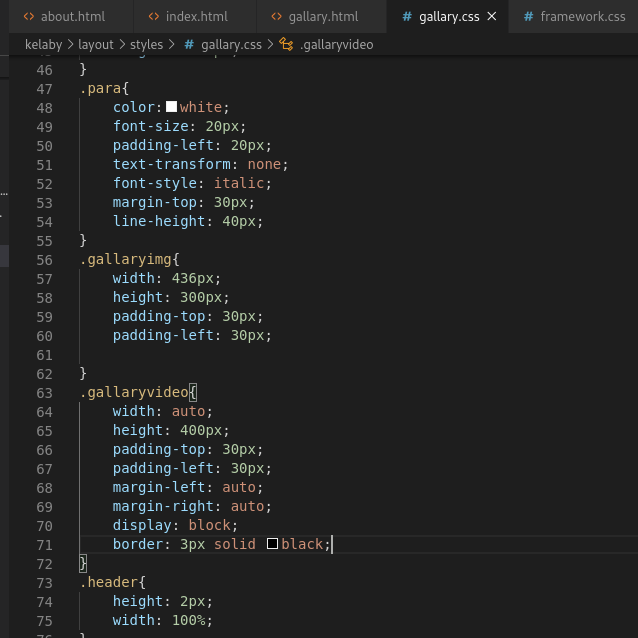 about.html index.html gallary.html gallary.css framework.css
kelaby layout styles gallary.css .gallaryvideo
46 }
47 .para{
48 color: white;
49 font-size: 20px;
50 padding-left: 20px;
51 text-transform: none;
52 font-style: italic;
53 margin-top: 30px;
54 line-height: 40px;
55 }
56 .gallaryimg{
57 width: 436px;
58 height: 300px;
59 padding-top: 30px;
60 padding-left: 30px;
61
62 }
63 .gallaryvideo{
64 width: auto;
65 height: 400px;
66 padding-top: 30px;
67 padding-left: 30px;
68 margin-left: auto;
69 margin-right: auto;
70 display: block;
71 border: 3px solid black;
72 }
73 .header{
74 height: 2px;
75 width: 100%;